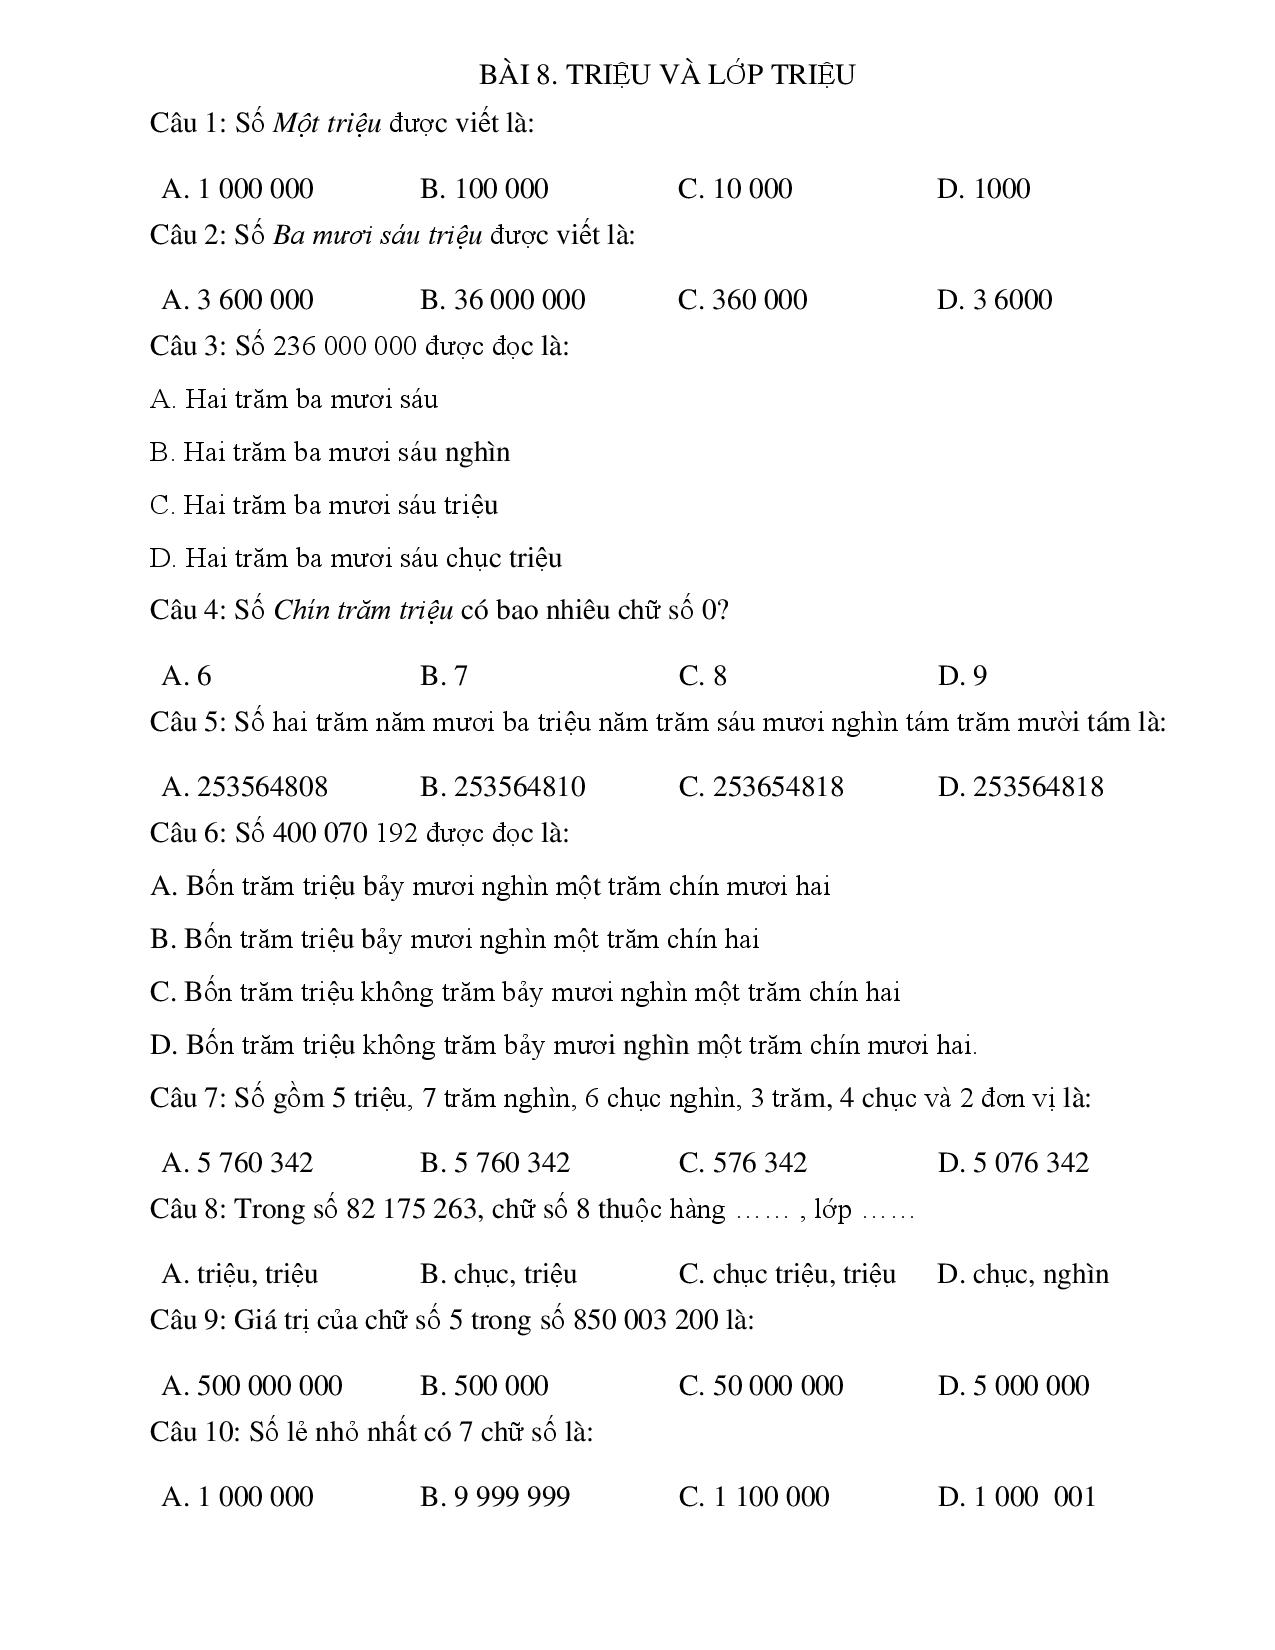 BÀI 8. TRIỆU VÀ LỚP TRIỆU
Câu 1: Số Một triệu được viết là:
A. 1 000 000 B. 100 000 C. 10 000 D. 1000
Câu 2: Số Ba mươi sáu triệu được viết là:
A. 3 600 000 B. 36 000 000 C. 360 000 D. 3 6000
Câu 3: Số 236 000 000 được đọc là:
A. Hai trăm ba mươi sáu
B. Hai trăm ba mươi sáu nghìn
C. Hai trăm ba mươi sáu triệu
D. Hai trăm ba mươi sáu chục triệu
Câu 4: Số Chín trăm triệu có bao nhiêu chữ số 0?
A. 6 B. 7 C. 8 D. 9
Câu 5: Số hai trăm năm mươi ba triệu năm trăm sáu mươi nghìn tám trăm mười tám là:
A. 253564808 B. 253564810 C. 253654818 D. 253564818
Câu 6: Số 400 070 192 được đọc là:
A. Bốn trăm triệu bảy mươi nghìn một trăm chín mươi hai
B. Bốn trăm triệu bảy mươi nghìn một trăm chín hai
C. Bốn trăm triệu không trăm bảy mươi nghìn một trăm chín hai
D. Bốn trăm triệu không trăm bảy mươi nghìn một trăm chín mươi hai.
Câu 7: Số gồm 5 triệu, 7 trăm nghìn, 6 chục nghìn, 3 trăm, 4 chục và 2 đơn vị là:
A. 5 760 342 B. 5 760 342 C. 576 342 D. 5 076 342
Câu 8: Trong số 82 175 263, chữ số 8 thuộc hàng …… , lớp ……
A. triệu, triệu B. chục, triệu C. chục triệu, triệu D. chục, nghìn
Câu 9: Giá trị của chữ số 5 trong số 850 003 200 là:
A. 500 000 000 B. 500 000 C. 50 000 000 D. 5 000 000
Câu 10: Số lẻ nhỏ nhất có 7 chữ số là:
A. 1 000 000 B. 9 999 999 C. 1 100 000 D. 1 000  001